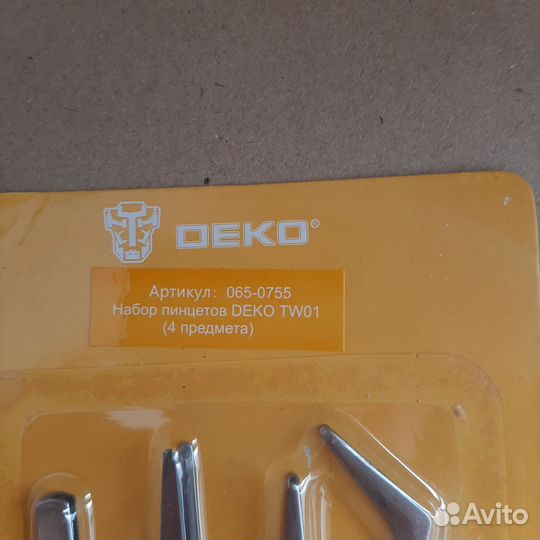 DEKO®
Артикул: 065-0755
Набор пинцетов DEKO TW01
(4 предмета)
Avito